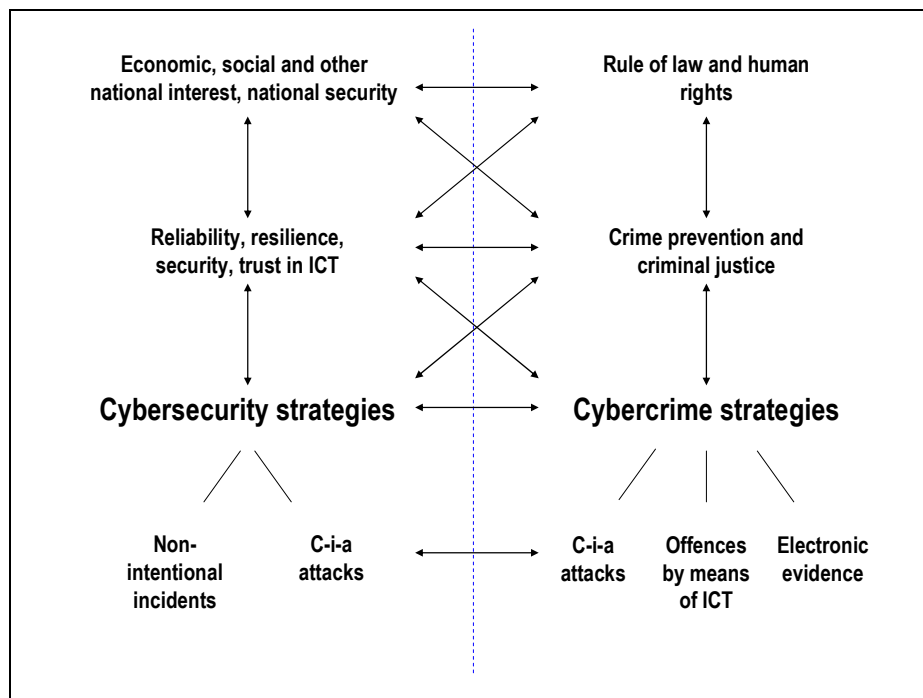 Economic, social and other
national interest, national security
Rule of law and human
rights
Reliability, resilience,
security, trust in ICT
Crime prevention and
criminal justice
Cybersecurity strategies
Cybercrime strategies
Non-
intentional
incidents
C-i-a
attacks
C-i-a
attacks
Offences
by means
of ICT
Electronic
evidence